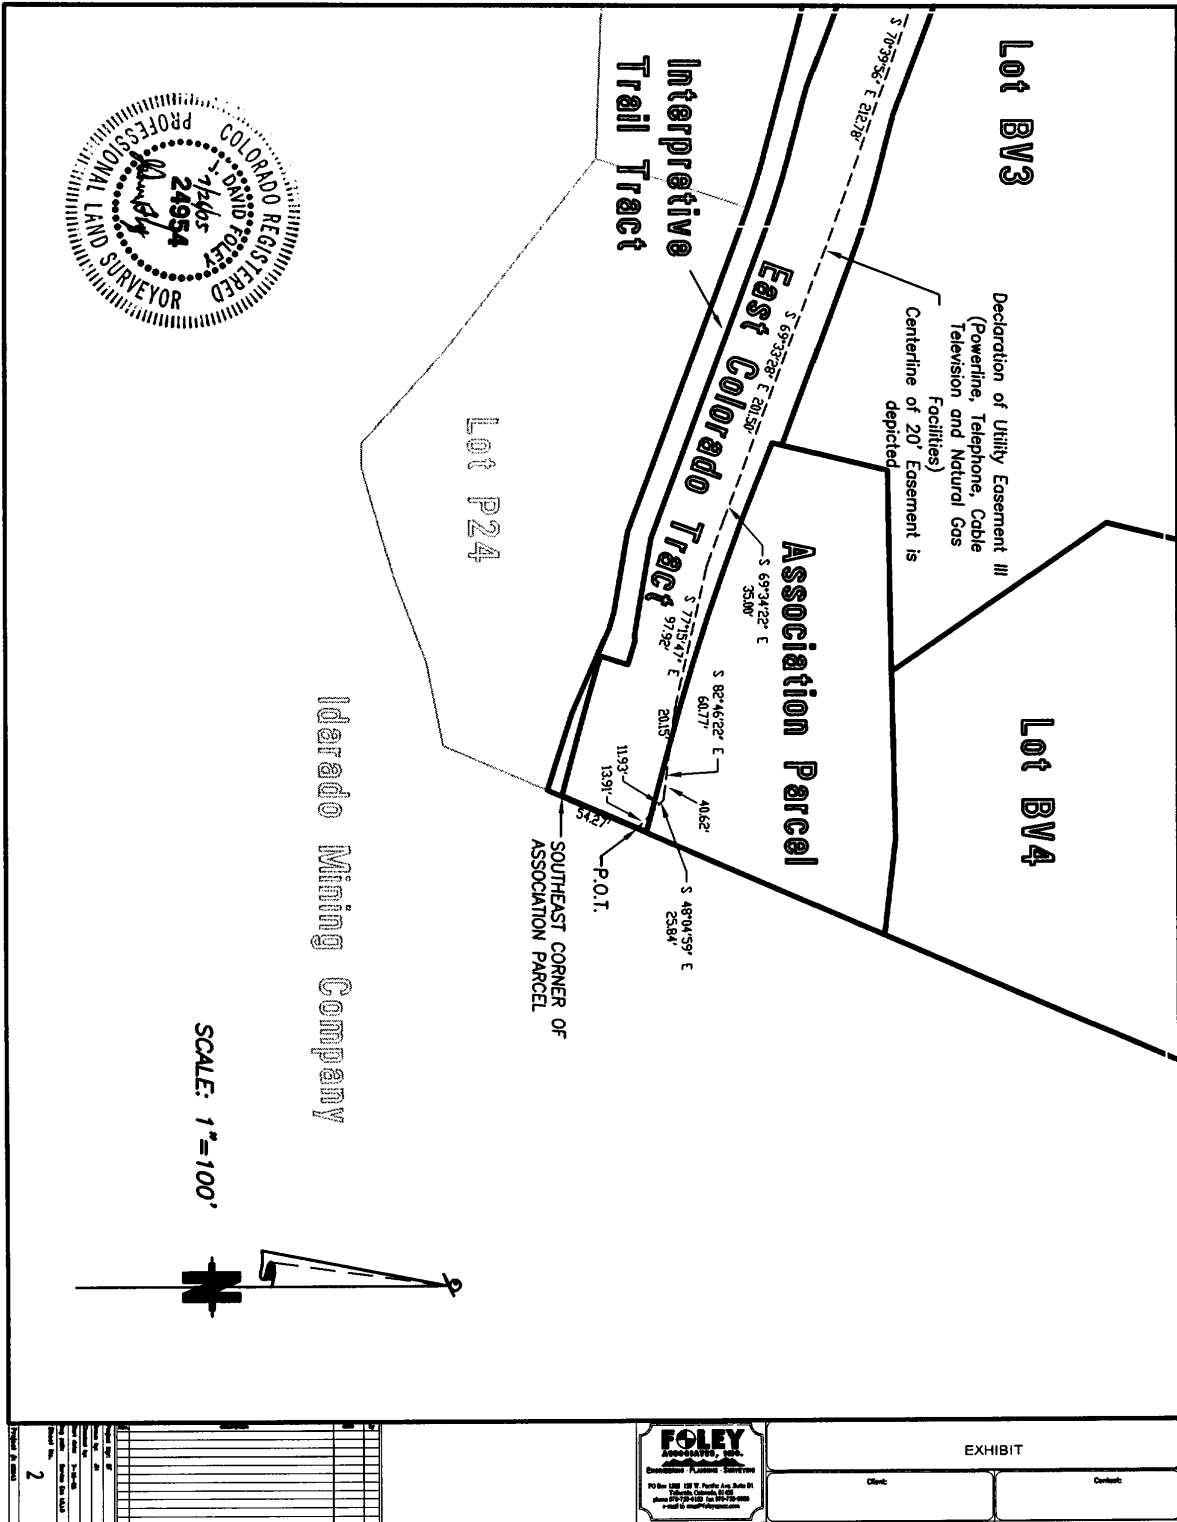 Lot BV3
S 70°39'56" E 212.78'
Interpretive
Trail Tract
Declaration of Utility Easement III
(Powerline, Telephone, Cable
Television and Natural Gas
Facilities)
Centerline of 20' Easement is
depicted
S 69°33'28" E 201.50'
East Colorado Tract
Association Parcel
S 69°34'22" E
35.00'
S 77°15'47" E
97.92'
S 82°46'22" E
60.77'
20.15'
40.62'
11.93'
13.91'
S 48°04'59" E
25.84'
54.27'
P.O.T.
SOUTHEAST CORNER OF
ASSOCIATION PARCEL
Lot BV4
Lot P24
Idarado Mining Company
COLORADO REGISTERED
J. DAVID FOLEY
24954
PROFESSIONAL LAND SURVEYOR
SCALE: 1"=100'
N
2
FOLEY
ASSOCIATES, INC.
ENGINEERING · PLANNING · SURVEYING
EXHIBIT
Client:
Contact: